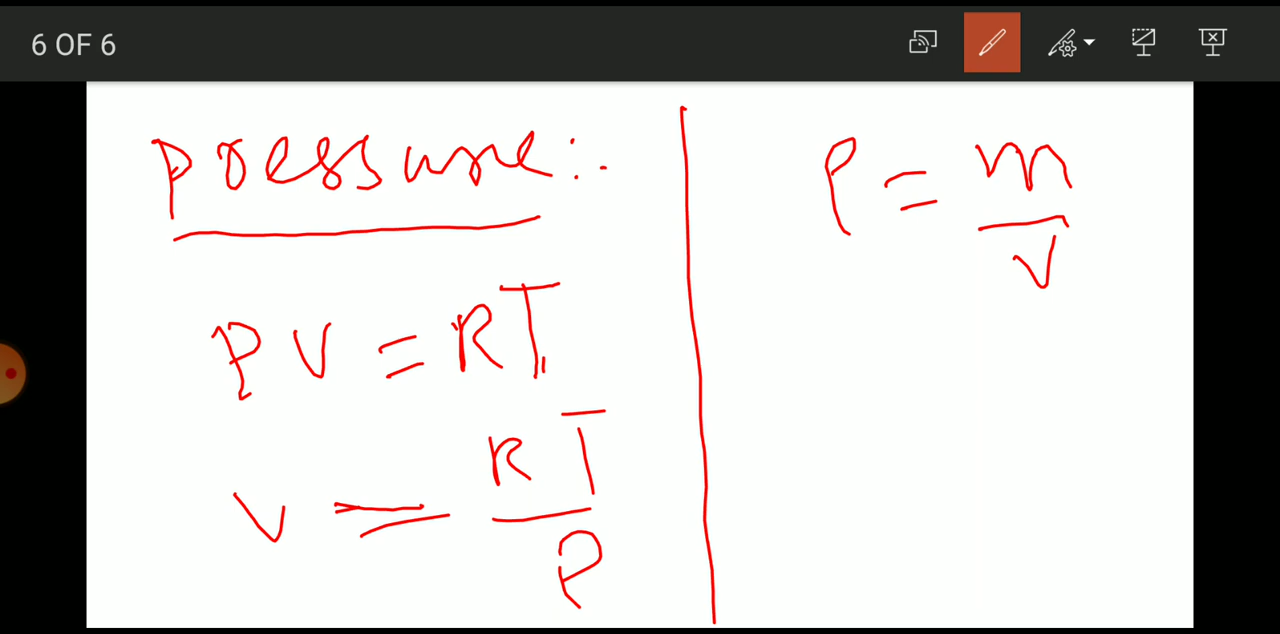 6 OF 6
pressure:-
PV = RT
V = RT/P
ρ = m/V